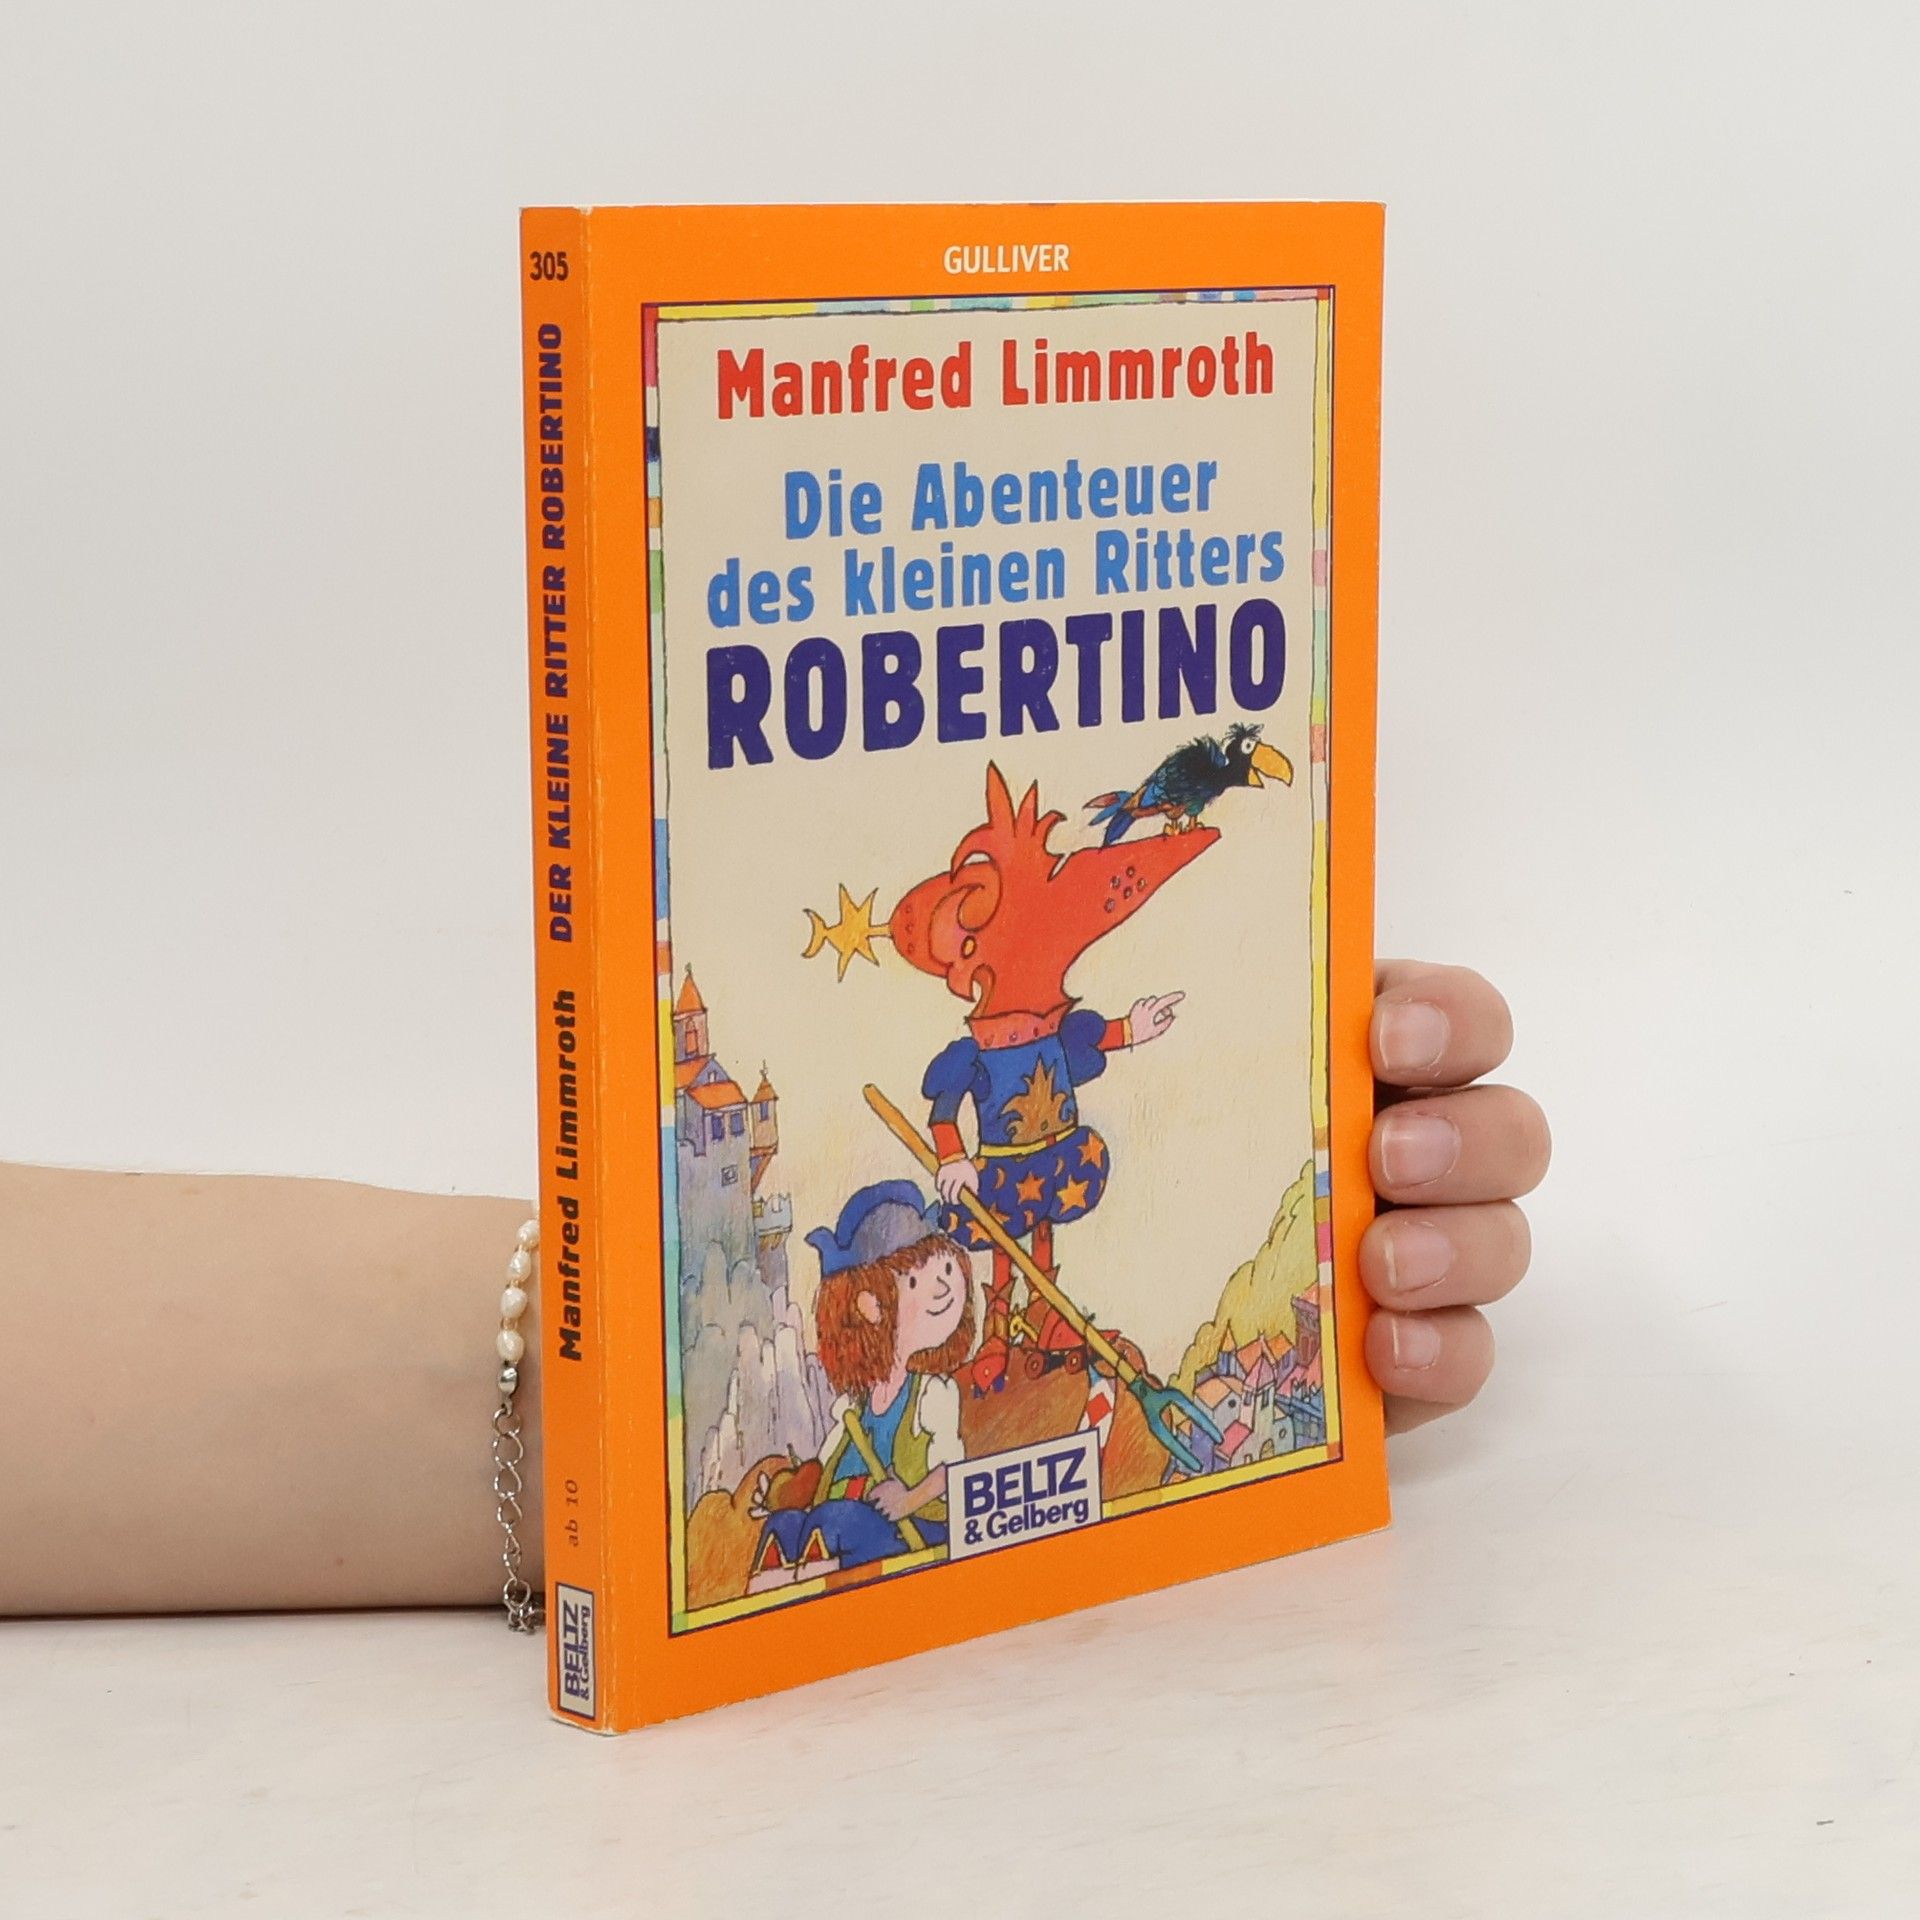 305
DER KLEINE RITTER ROBERTINO
Manfred Limmroth
ab 10
BELTZ
& Gelberg
GULLIVER
Manfred Limmroth
Die Abenteuer
des kleinen Ritters
ROBERTINO
BELTZ
& Gelberg